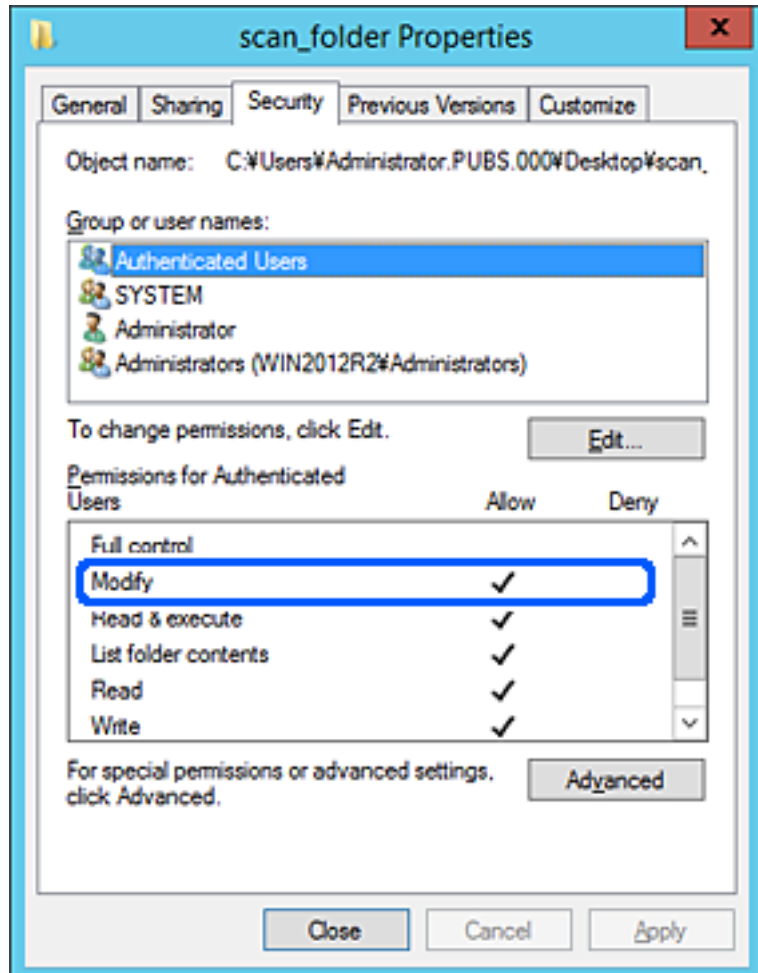 scan_folder Properties
x
General Sharing Security Previous Versions Customize
Object name: C:¥Users¥Administrator.PUBS.000¥Desktop¥scan_
Group or user names:
Authenticated Users
SYSTEM
Administrator
Administrators (WIN2012R2¥Administrators)
To change permissions, click Edit.
Edit...
Permissions for Authenticated
Users Allow Deny
Full control
Modify
Read & execute
List folder contents
Read
Write
For special permissions or advanced settings,
click Advanced.
Advanced
Close Cancel Apply